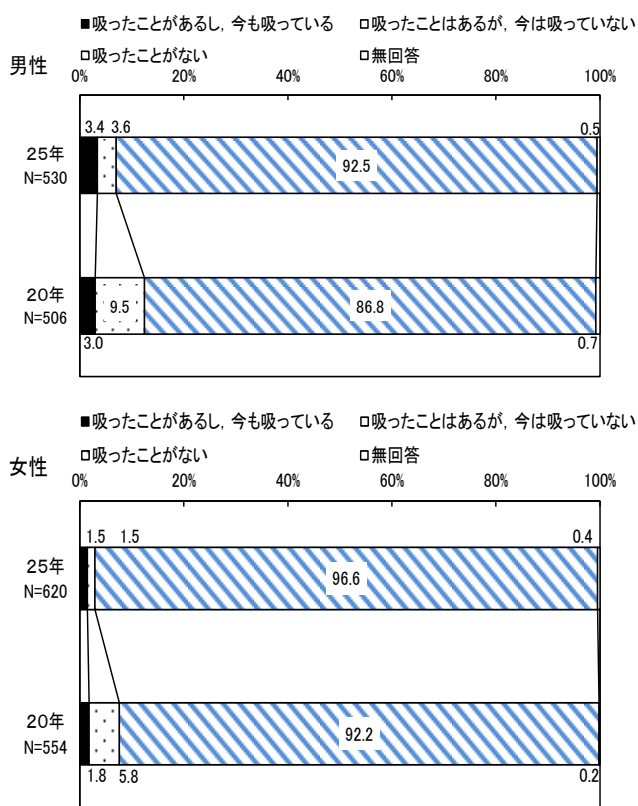 ■吸ったことがあるし，今も吸っている □吸ったことはあるが，今は吸っていない
□吸ったことがない □無回答
男性
0% 20% 40% 60% 80% 100%
3.4 3.6 0.5
25年
N=530
92.5
20年
N=506
9.5 86.8
3.0 0.7
■吸ったことがあるし，今も吸っている □吸ったことはあるが，今は吸っていない
□吸ったことがない □無回答
女性
0% 20% 40% 60% 80% 100%
1.5 1.5 0.4
25年
N=620
96.6
20年
N=554
92.2
1.8 5.8 0.2